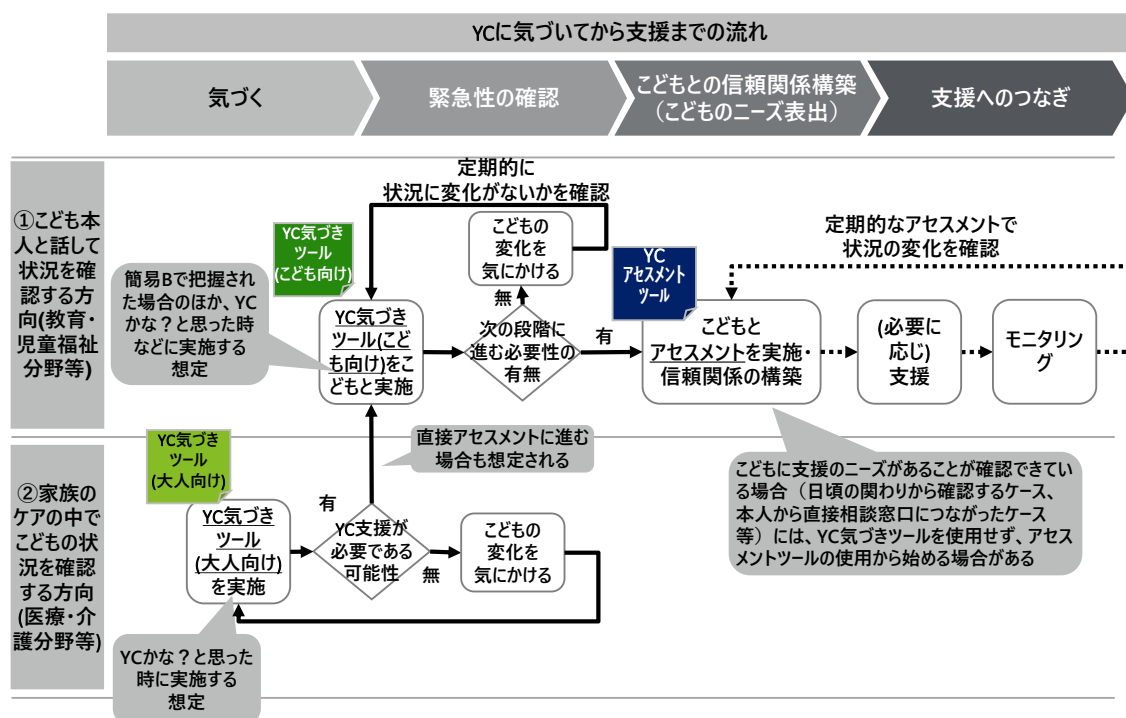 YCに気づいてから支援までの流れ
気づく
緊急性の確認
こどもとの信頼関係構築
（こどものニーズ表出）
支援へのつなぎ
①こども本
人と話して
状況を確
認する方
向(教育・
児童福祉
分野等)
定期的に
状況に変化がないかを確認
YC気づき
ツール
(こども向け)
簡易Bで把握され
た場合のほか、YC
かな？と思った時
などに実施する
想定
YC気づき
ツール(こど
も向け)をこ
どもと実施
こどもの
変化を
気にかける
無
次の段階に
進む必要性の
有無
有
YC
アセスメント
ツール
こどもと
アセスメントを実施・
信頼関係の構築
定期的なアセスメントで
状況の変化を確認
(必要に
応じ)
支援
モニタリン
グ
直接アセスメントに進む
場合も想定される
こどもに支援のニーズがあることが確認できてい
る場合（日頃の関わりから確認するケース、
本人から直接相談窓口につながったケース
等）には、YC気づきツールを使用せず、アセス
メントツールの使用から始める場合がある
②家族の
ケアの中で
こどもの状
況を確認
する方向
(医療・介
護分野等)
YC気づき
ツール
(大人向け)
YC気づき
ツール
(大人向け)
を実施
有
YC支援が
必要である
可能性
無
こどもの
変化を
気にかける
YCかな？と思った
時に実施する
想定